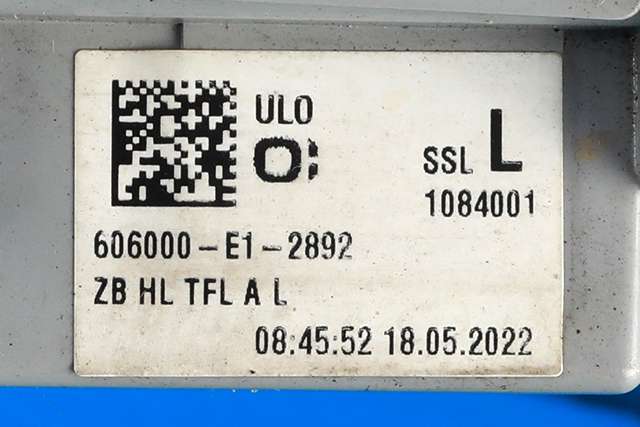 ULO
SSL L
1084001
606000-E1-2892
ZB HL TFL A L
08:45:52 18.05.2022